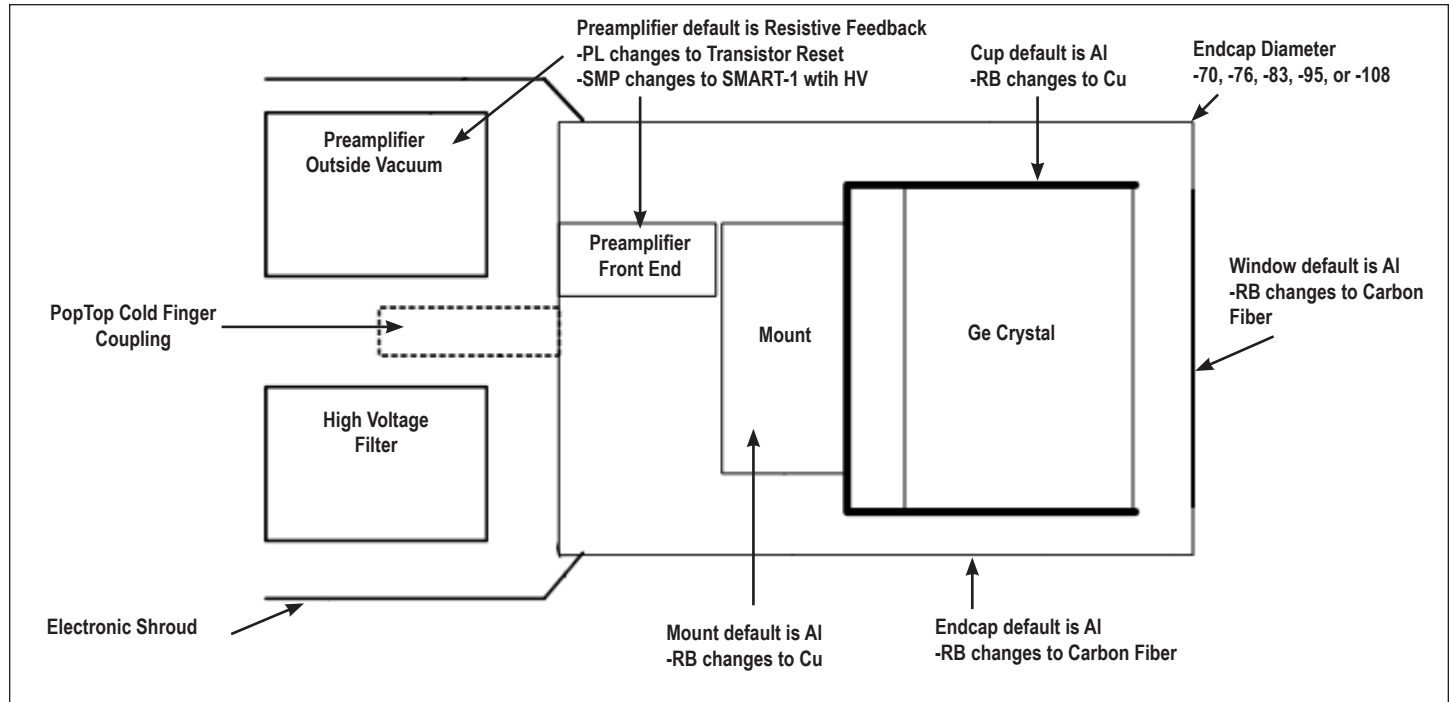 Preamplifier default is Resistive Feedback
-PL changes to Transistor Reset
-SMP changes to SMART-1 wtih HV
Cup default is Al
-RB changes to Cu
Endcap Diameter
-70, -76, -83, -95, or -108
Preamplifier
Outside Vacuum
Preamplifier
Front End
Window default is Al
-RB changes to Carbon
Fiber
PopTop Cold Finger
Coupling
Mount
Ge Crystal
High Voltage
Filter
Electronic Shroud
Mount default is Al
-RB changes to Cu
Endcap default is Al
-RB changes to Carbon Fiber